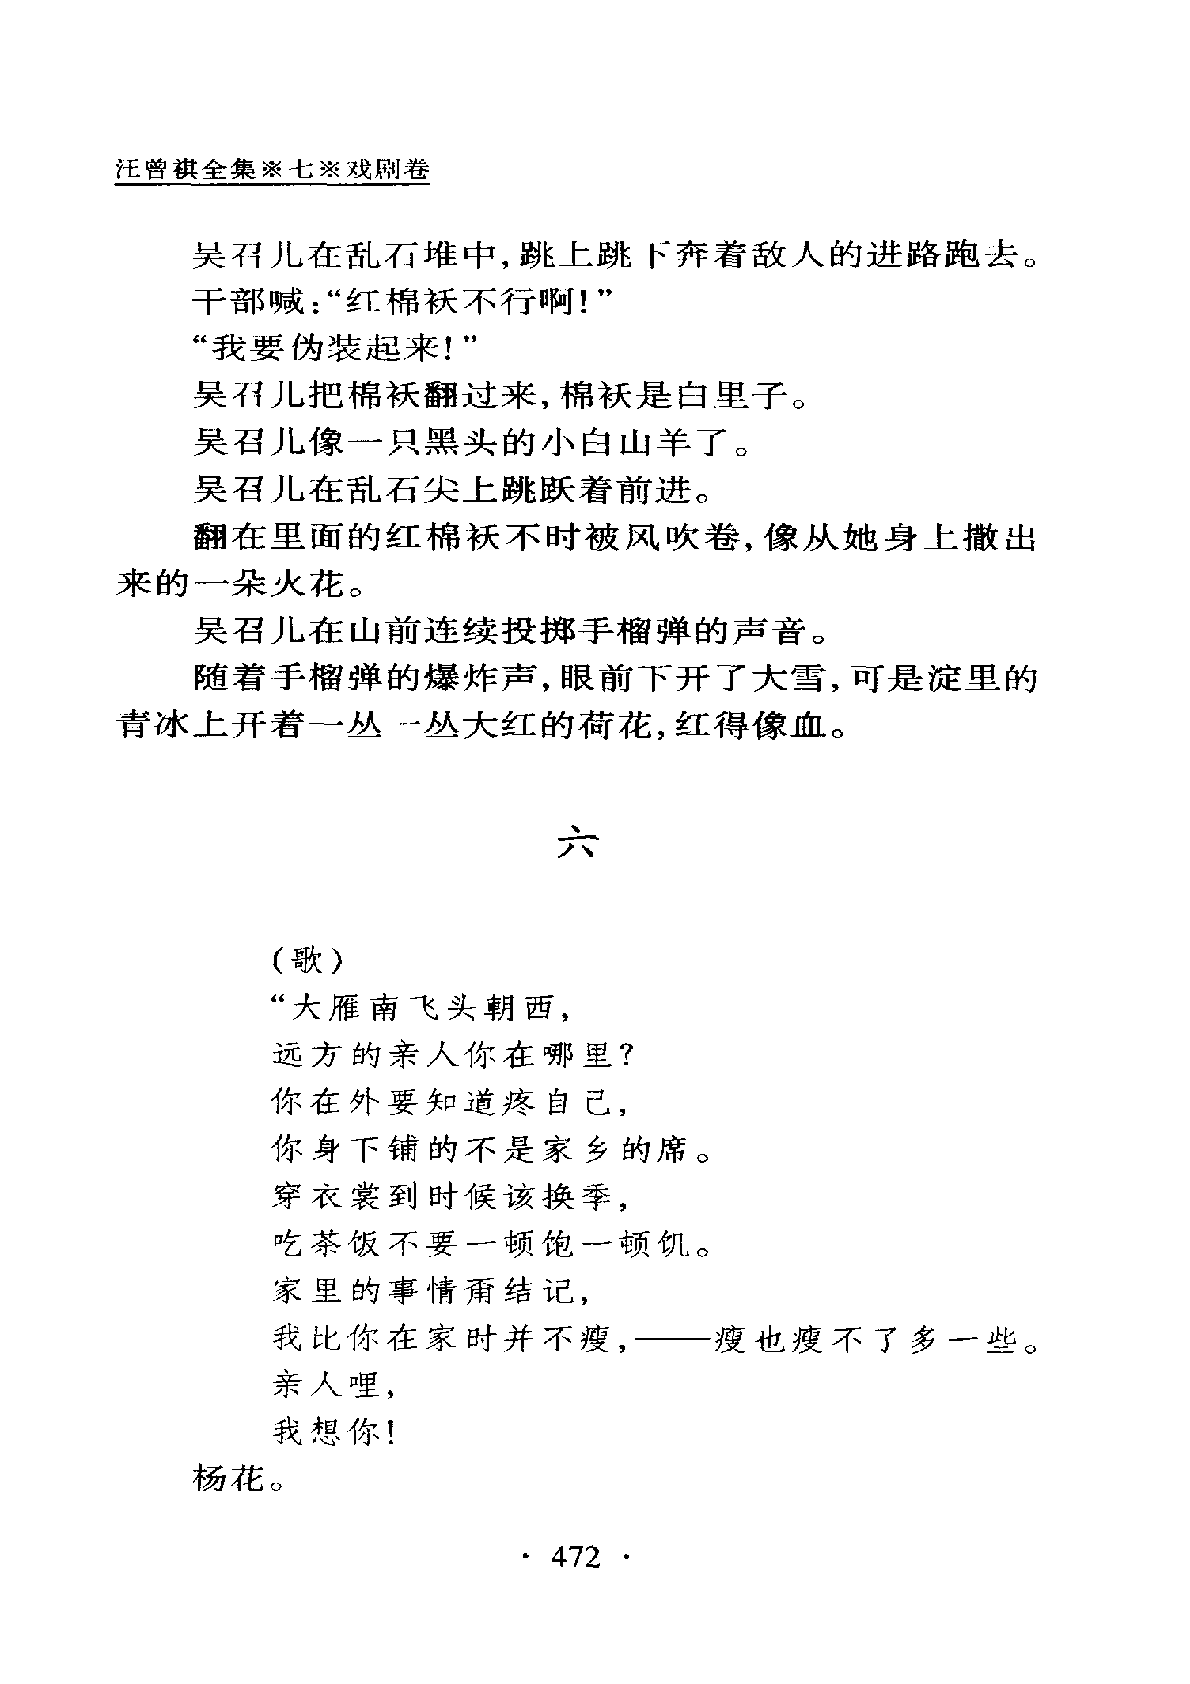 汪曾祺全集※七※戏剧卷
吴召儿在乱石堆中,跳上跳下奔着敌人的进路跑去。
干部喊:“红棉袄不行啊!”
“我要伪装起来!”
吴召儿把棉袄翻过来,棉袄是白里子。
吴召儿像一只黑头的小白山羊了。
吴召儿在乱石尖上跳跃着前进。
翻在里面的红棉袄不时被风吹卷,像从她身上撒出
来的一朵火花。
吴召儿在山前连续投掷手榴弹的声音。
随着手榴弹的爆炸声,眼前下开了大雪,可是淀里的
青冰上开着一丛一丛大红的荷花,红得像血。
六
(歌)
“大雁南飞头朝西,
远方的亲人你在哪里?
你在外要知道疼自己,
你身下铺的不是家乡的席。
穿衣裳到时候该换季,
吃茶饭不要一顿饱一顿饥。
家里的事情甭结记,
我比你在家时并不瘦,——瘦也瘦不了多一些。
亲人哩,
我想你!
杨花。
· 472 ·